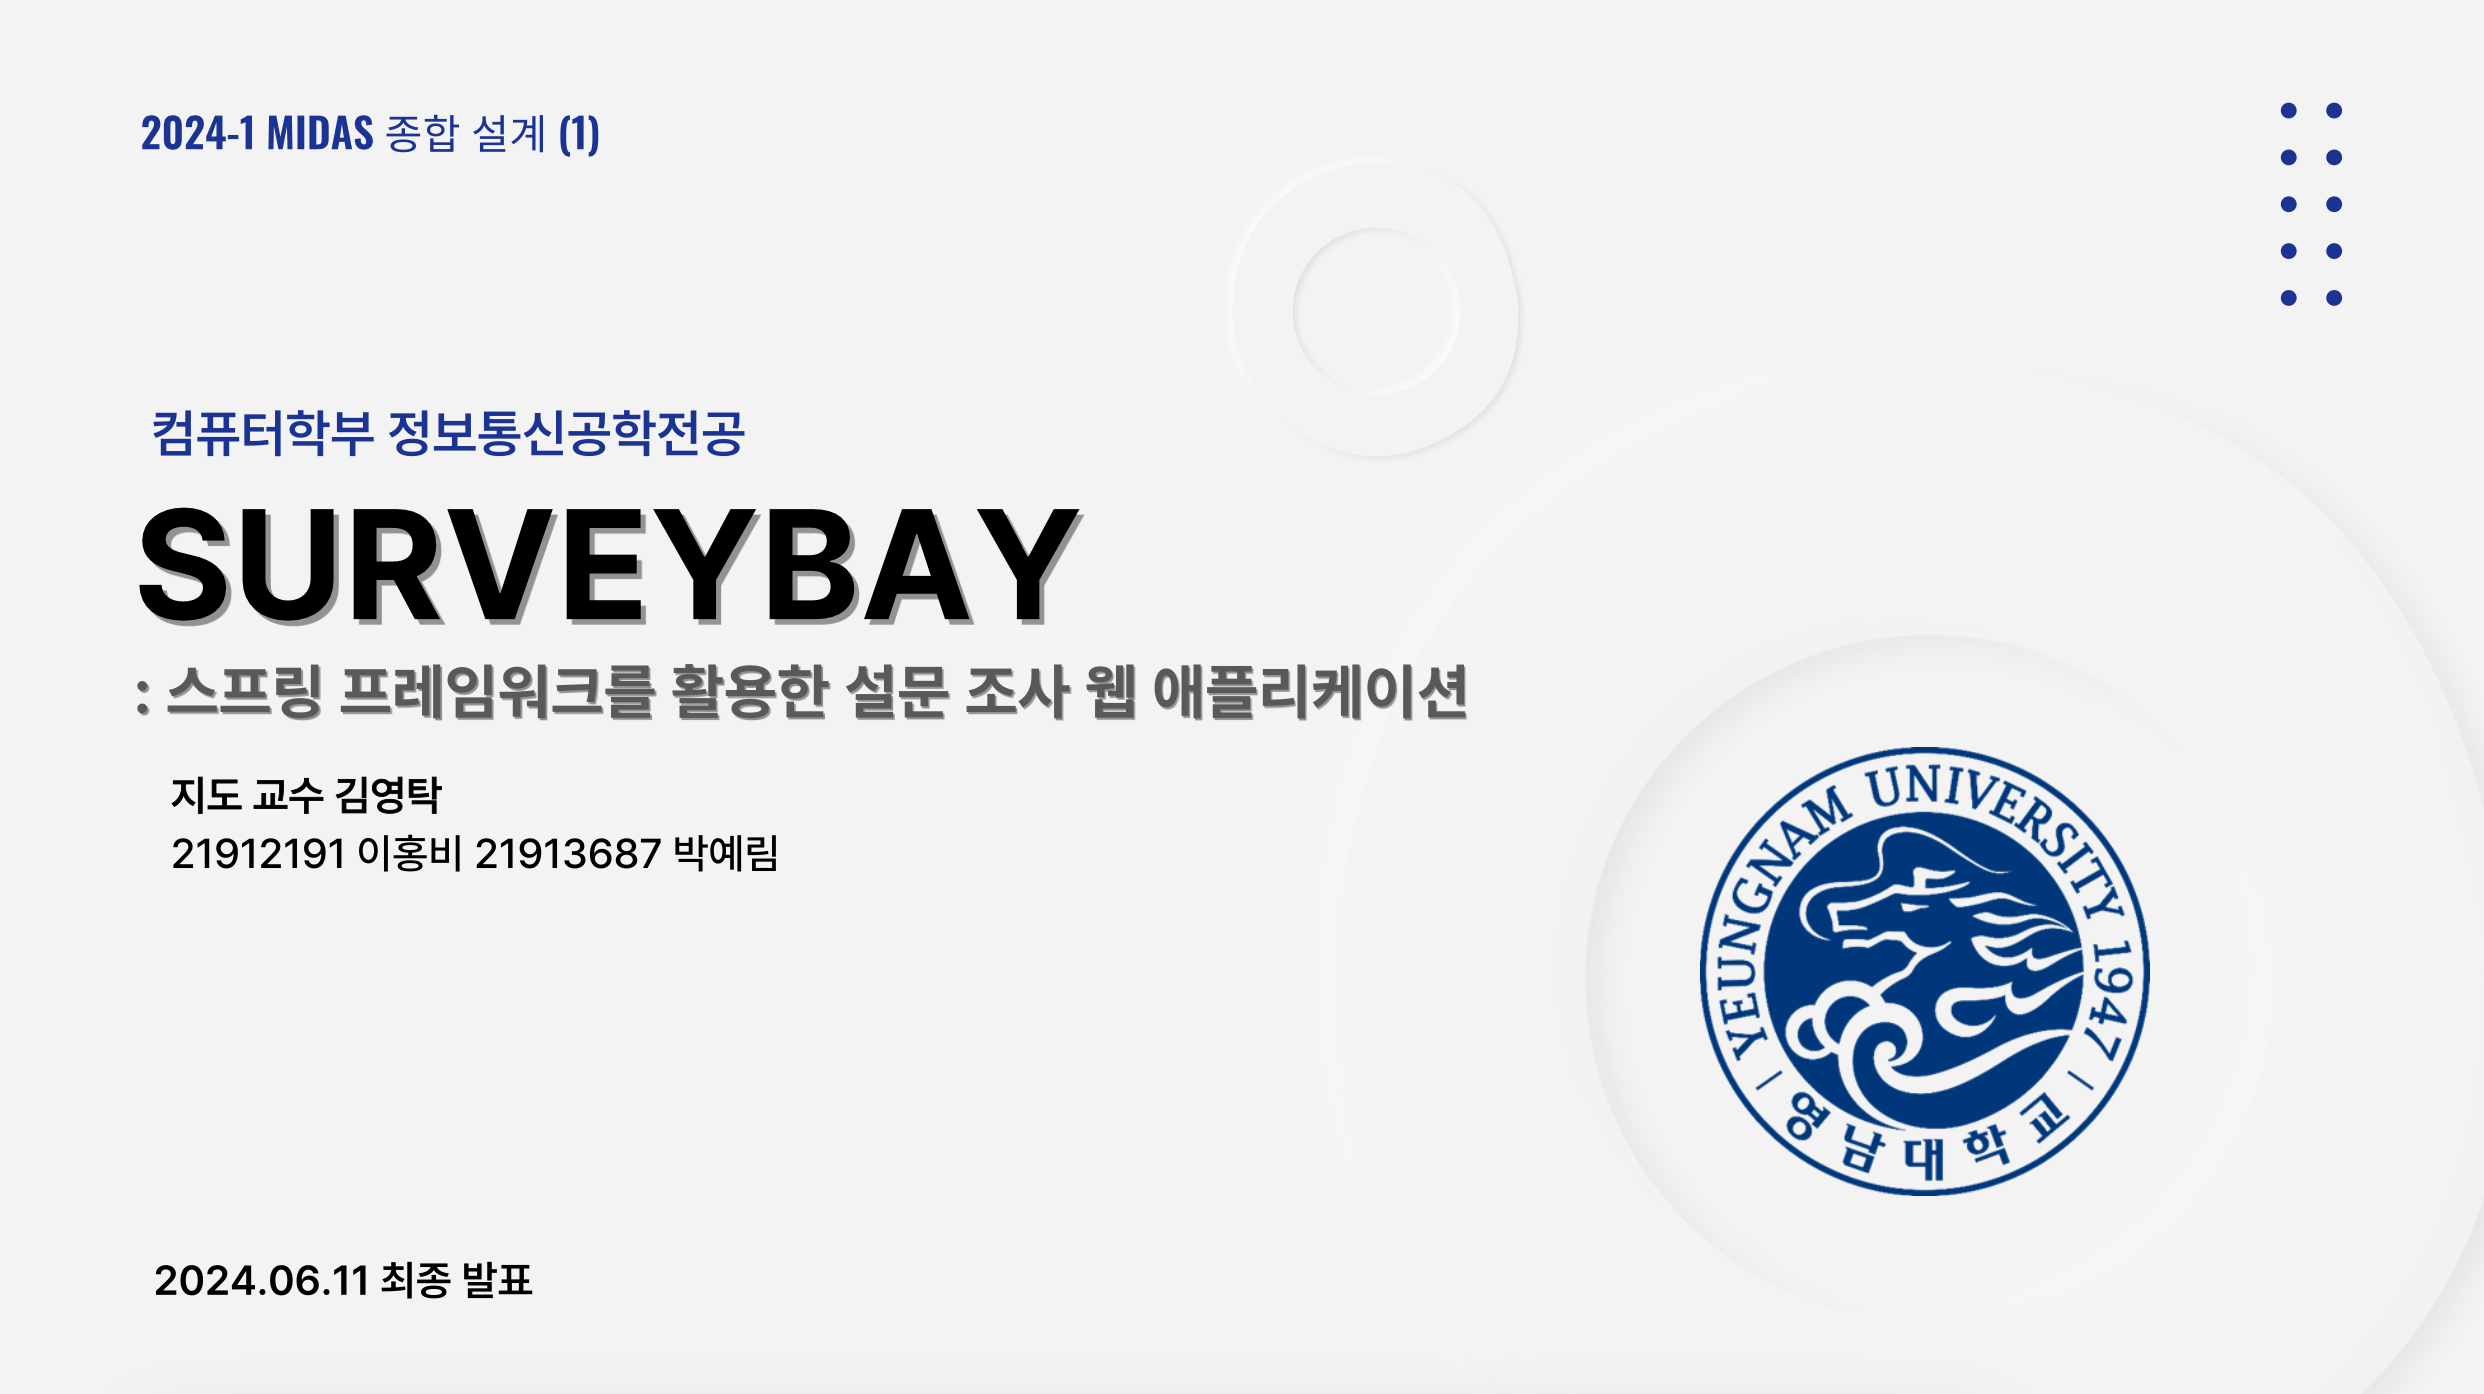 2024-1 MIDAS 종합 설계 (1)
컴퓨터학부 정보통신공학전공
SURVEYBAY
: 스프링 프레임워크를 활용한 설문 조사 웹 애플리케이션
지도 교수 김영탁
21912191 이홍비 21913687 박예림
YEUNGNAM UNIVERSITY 1947
영남대학교
2024.06.11 최종 발표